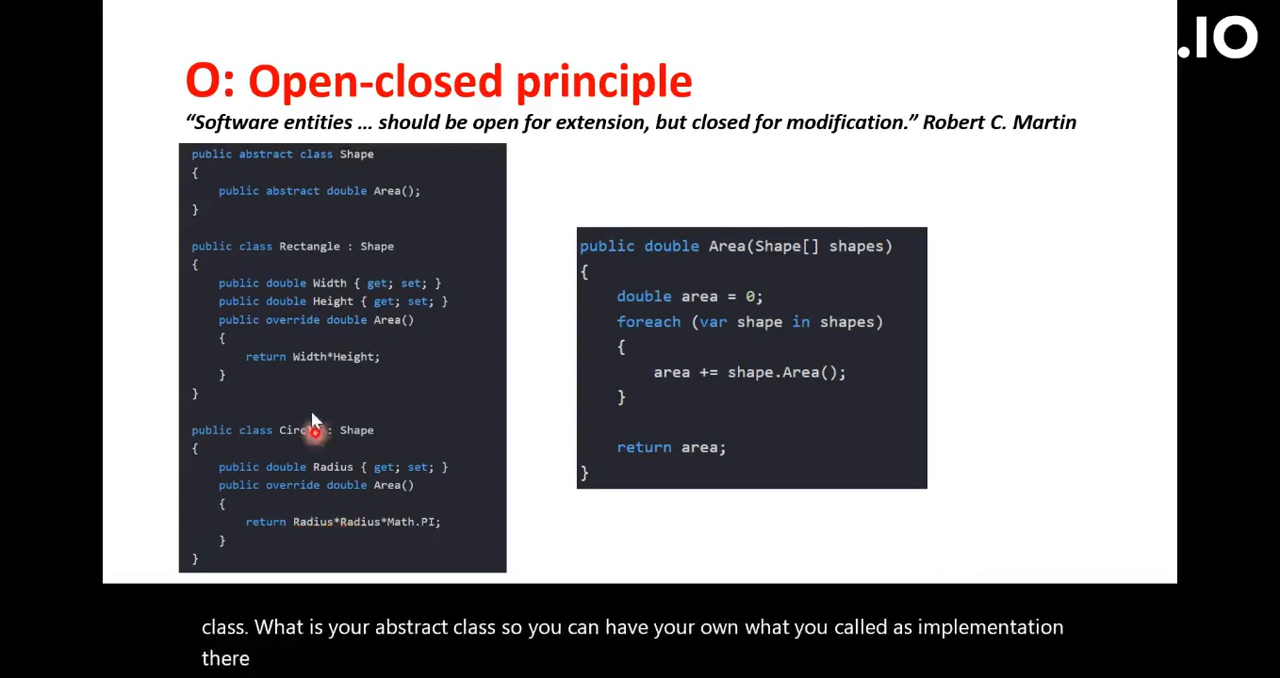 .IO
O: Open-closed principle
“Software entities ... should be open for extension, but closed for modification.” Robert C. Martin
public abstract class Shape
{
public abstract double Area();
}
public class Rectangle : Shape
{
public double Width { get; set; }
public double Height { get; set; }
public override double Area()
{
return Width*Height;
}
}
public class : Shape
{
public double Radius { get; set; }
public override double Area()
{
return Radius*Radius*Math.PI;
}
}
public double Area(Shape[] shapes)
{
double area = 0;
foreach (var shape in shapes)
{
area += shape.Area();
}
return area;
}
class. What is your abstract class so you can have your own what you called as implementation
there